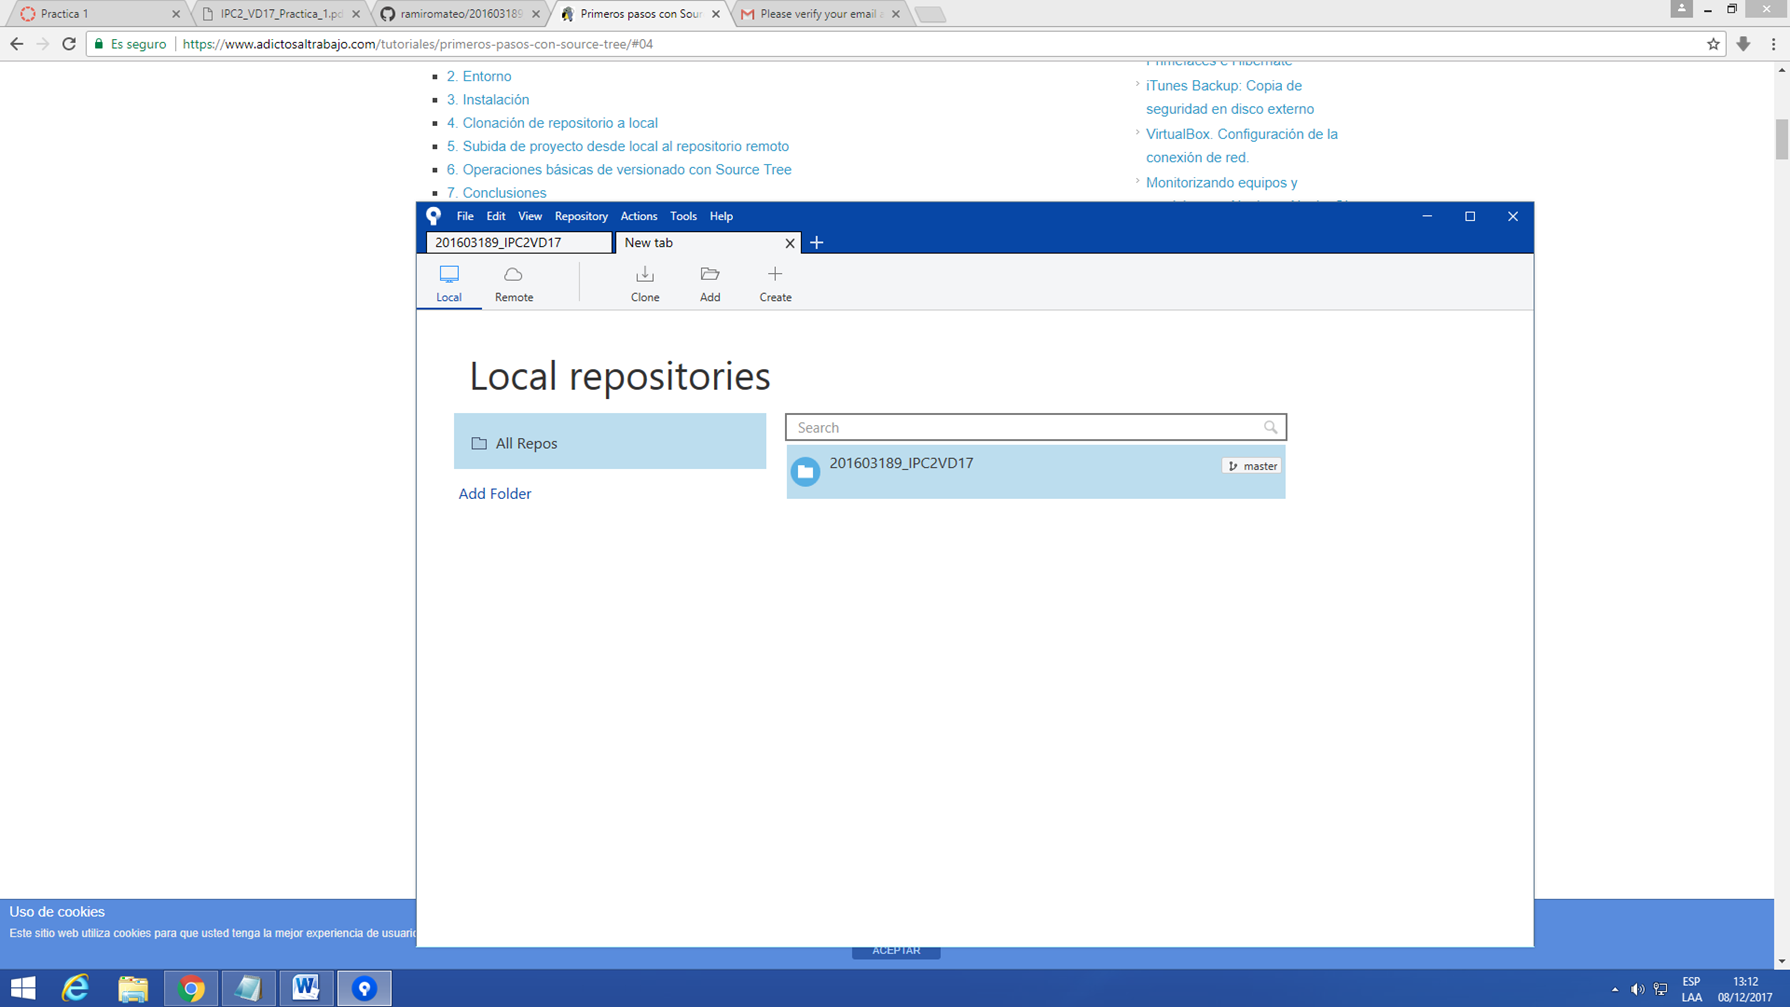 Practica 1
IPC2_VD17_Practica_1.pd
ramiromateo/201603189
Primeros pasos con Sour
Please verify your email a
Es seguro
https://www.adictosaltrabajo.com/tutoriales/primeros-pasos-con-source-tree/#04
2. Entorno
3. Instalación
4. Clonación de repositorio a local
5. Subida de proyecto desde local al repositorio remoto
6. Operaciones básicas de versionado con Source Tree
7. Conclusiones
Primefaces e Hibernate
iTunes Backup: Copia de
seguridad en disco externo
VirtualBox. Configuración de la
conexión de red.
Monitorizando equipos y
File Edit View Repository Actions Tools Help
201603189_IPC2VD17
New tab
Local
Remote
Clone
Add
Create
Local repositories
All Repos
Add Folder
Search
201603189_IPC2VD17
master
Uso de cookies
Este sitio web utiliza cookies para que usted tenga la mejor experiencia de usuario
ACEPTAR
ESP
LAA
13:12
08/12/2017